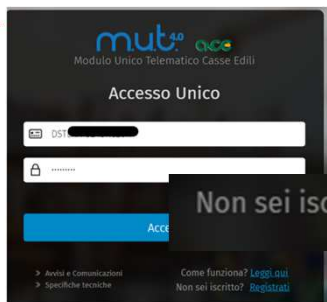 m.u.t. 4.0 ace
Modulo Unico Telematico Casse Edili
Accesso Unico
Acce
Non sei isc
> Avvisi e Comunicazioni
> Specifiche tecniche
Come funziona? Leggi qui
Non sei iscritto? Registrati